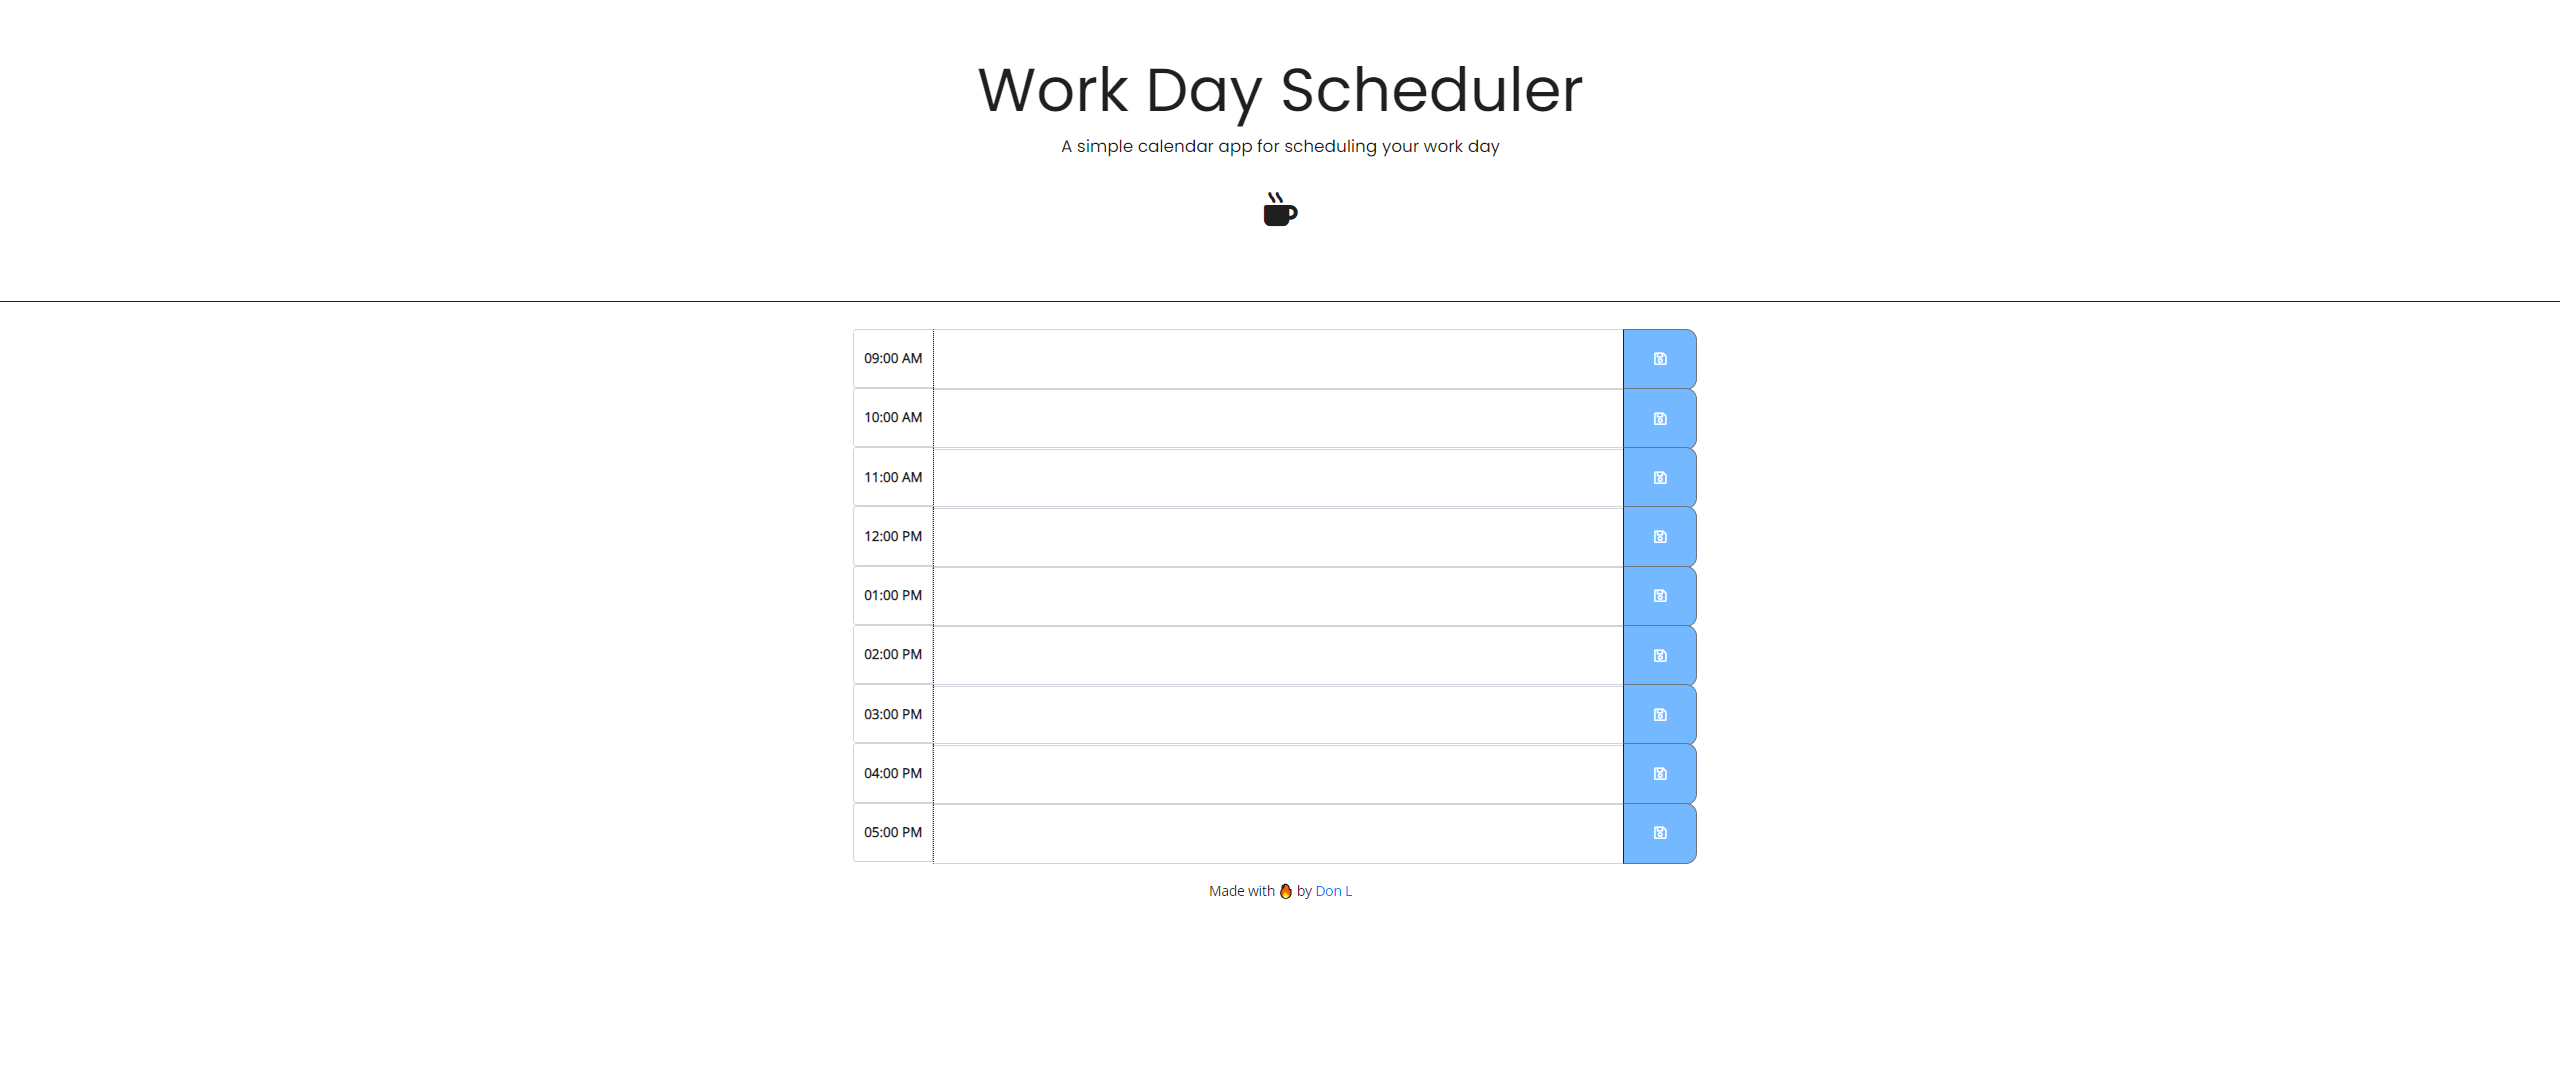 Work Day Scheduler
A simple calendar app for scheduling your work day
09:00 AM
10:00 AM
11:00 AM
12:00 PM
01:00 PM
02:00 PM
03:00 PM
04:00 PM
05:00 PM
Made with 🔥 by Don L